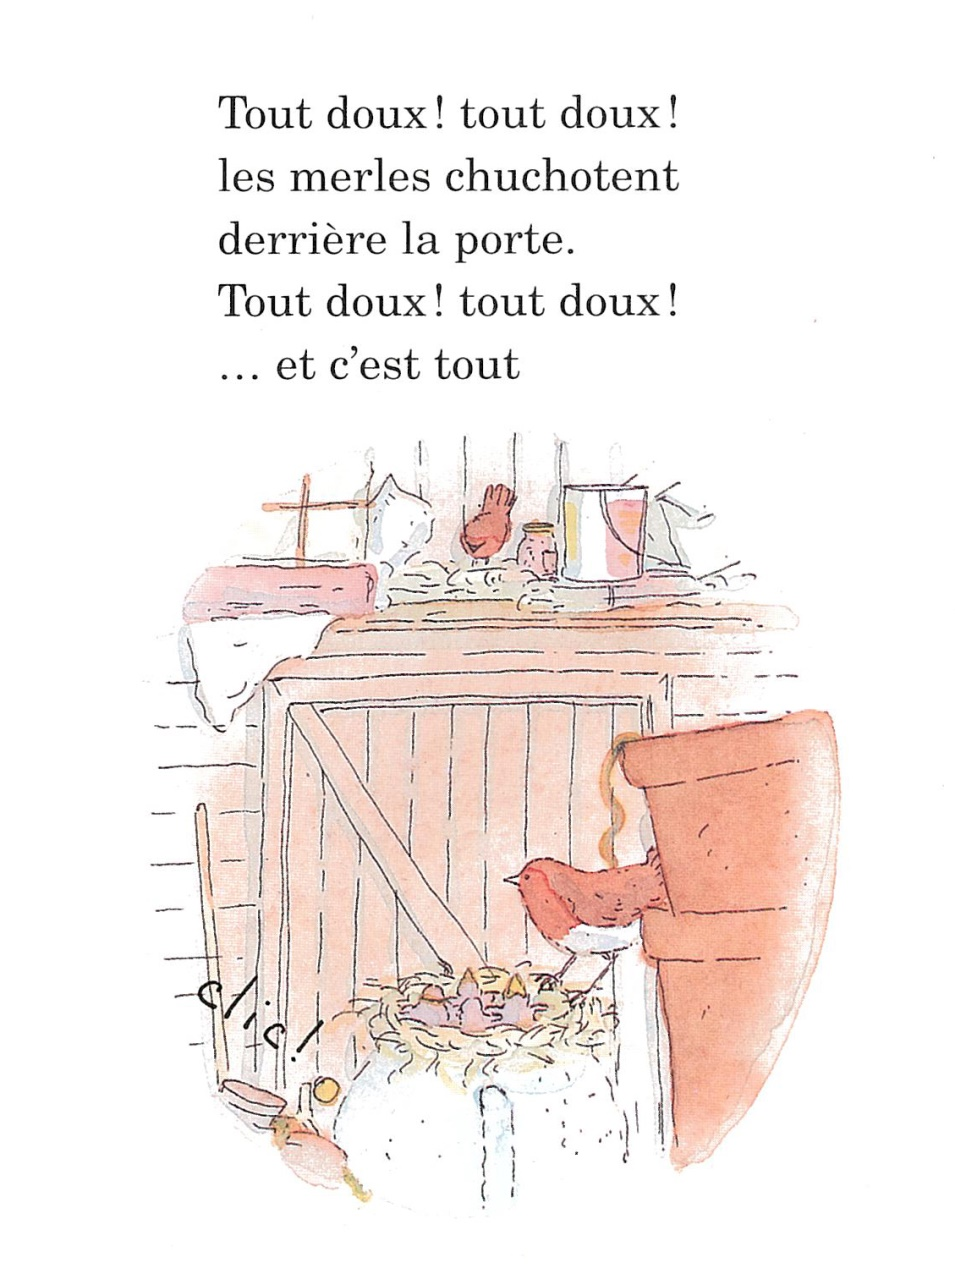 Tout doux ! tout doux !
les merles chuchotent
derrière la porte.
Tout doux ! tout doux !
… et c’est tout
clic !